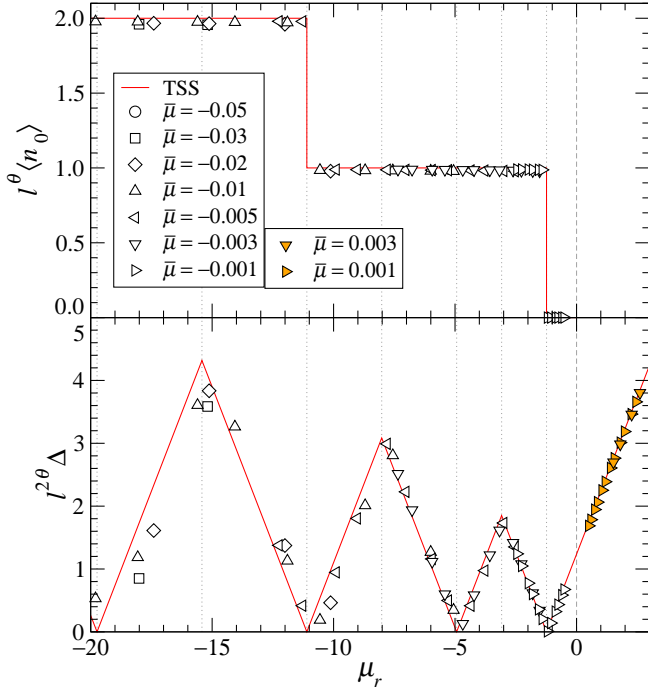 2.0
1.5
1.0
0.5
0.0
l^θ ⟨n_0⟩
TSS
μ̄ = −0.05
μ̄ = −0.03
μ̄ = −0.02
μ̄ = −0.01
μ̄ = −0.005
μ̄ = −0.003
μ̄ = −0.001
μ̄ = 0.003
μ̄ = 0.001
5
4
3
2
1
0
l^{2θ} Δ
−20 −15 −10 −5 0
μ_r